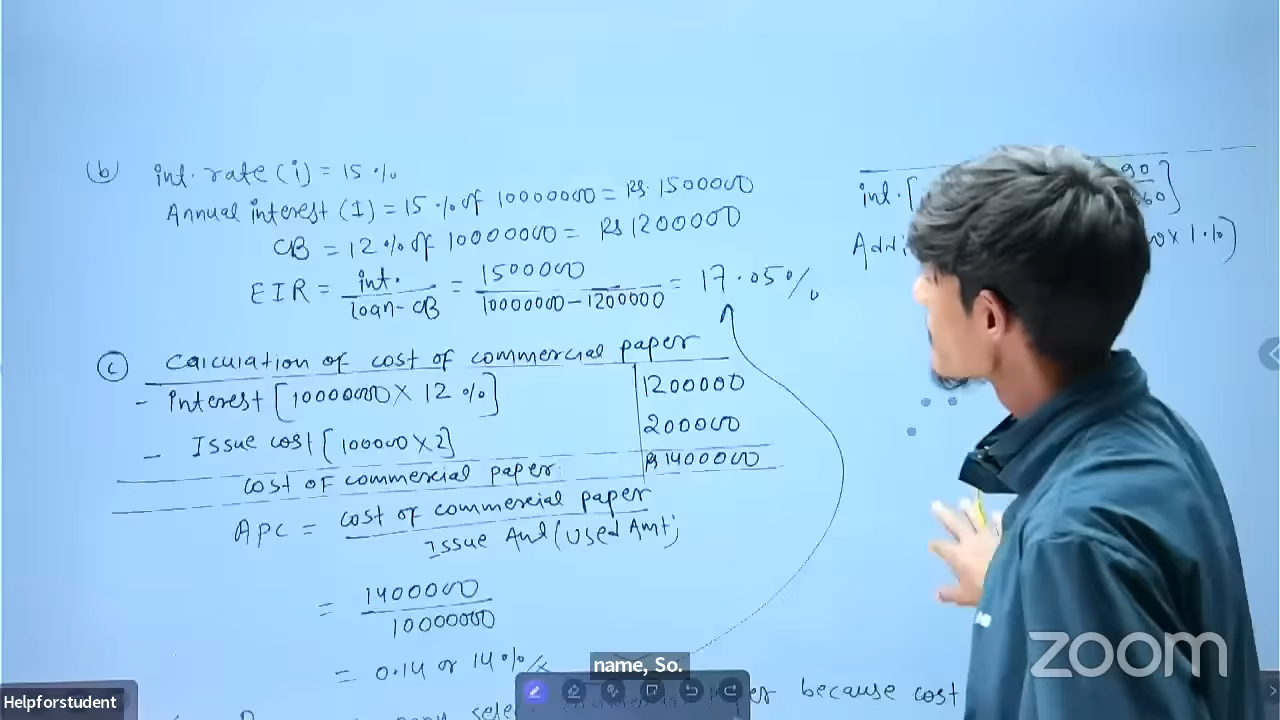 (b) int. rate (i) = 15 %
Annual interest (I) = 15 % of 10000000 = Rs. 1500000
CB = 12 % of 10000000 = Rs 1200000
EIR = int. / loan - CB = 1500000 / 10000000 - 1200000 = 17.05%
(c) Calculation of cost of commercial paper
- Interest [10000000 X 12 %] 1200000
- Issue cost [100000 X 2] 200000
Cost of commercial paper Rs 1400000
APC = Cost of commercial paper / Issue Amt (Used Amt)
= 1400000 / 10000000
= 0.14 or 14%
because cost
int. [
90
360 ]
X 1 %)
name, So.
Helpforstudent
zoom